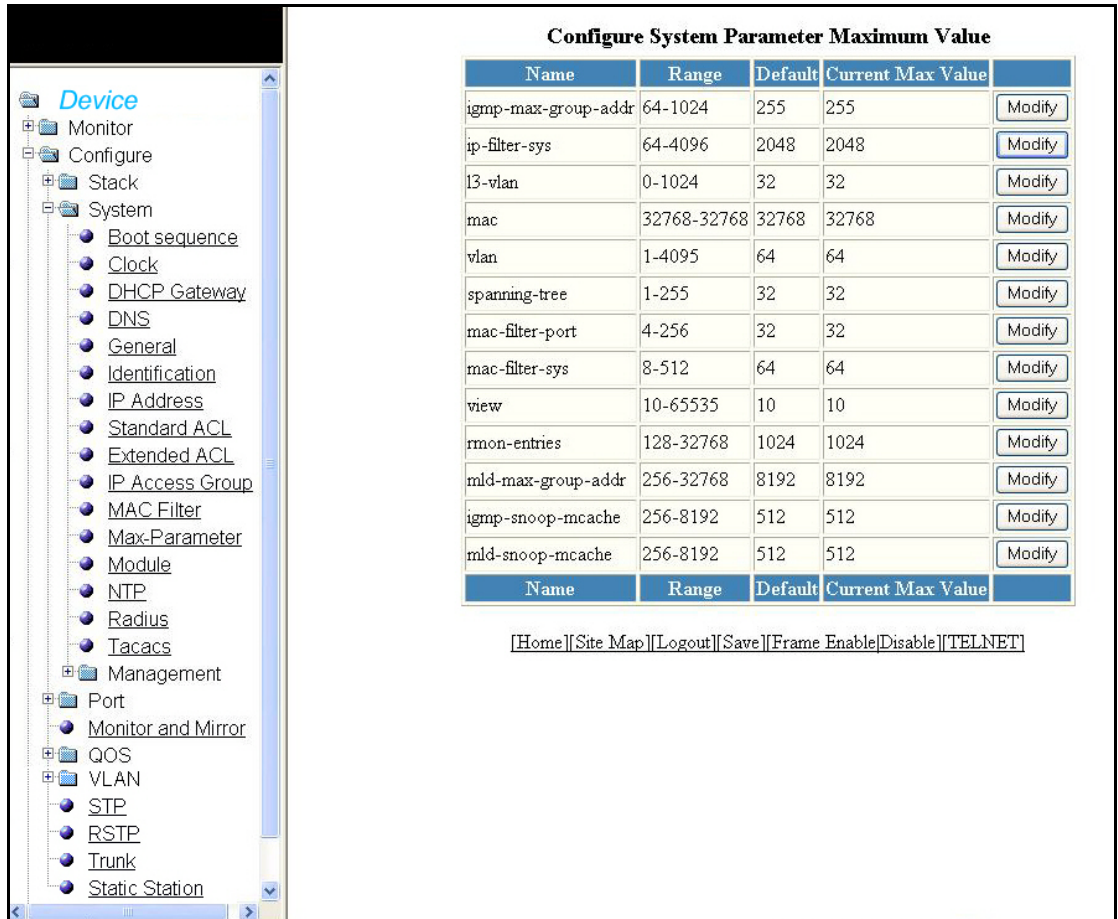 Device
Monitor
Configure
Stack
System
Boot sequence
Clock
DHCP Gateway
DNS
General
Identification
IP Address
Standard ACL
Extended ACL
IP Access Group
MAC Filter
Max-Parameter
Module
NTP
Radius
Tacacs
Management
Port
Monitor and Mirror
QOS
VLAN
STP
RSTP
Trunk
Static Station
Configure System Parameter Maximum Value
Name Range Default Current Max Value
igmp-max-group-addr 64-1024 255 255 Modify
ip-filter-sys 64-4096 2048 2048 Modify
l3-vlan 0-1024 32 32 Modify
mac 32768-32768 32768 32768 Modify
vlan 1-4095 64 64 Modify
spanning-tree 1-255 32 32 Modify
mac-filter-port 4-256 32 32 Modify
mac-filter-sys 8-512 64 64 Modify
view 10-65535 10 10 Modify
rmon-entries 128-32768 1024 1024 Modify
mld-max-group-addr 256-32768 8192 8192 Modify
igmp-snoop-mcache 256-8192 512 512 Modify
mld-snoop-mcache 256-8192 512 512 Modify
Name Range Default Current Max Value
[Home][Site Map][Logout][Save][Frame Enable|Disable][TELNET]